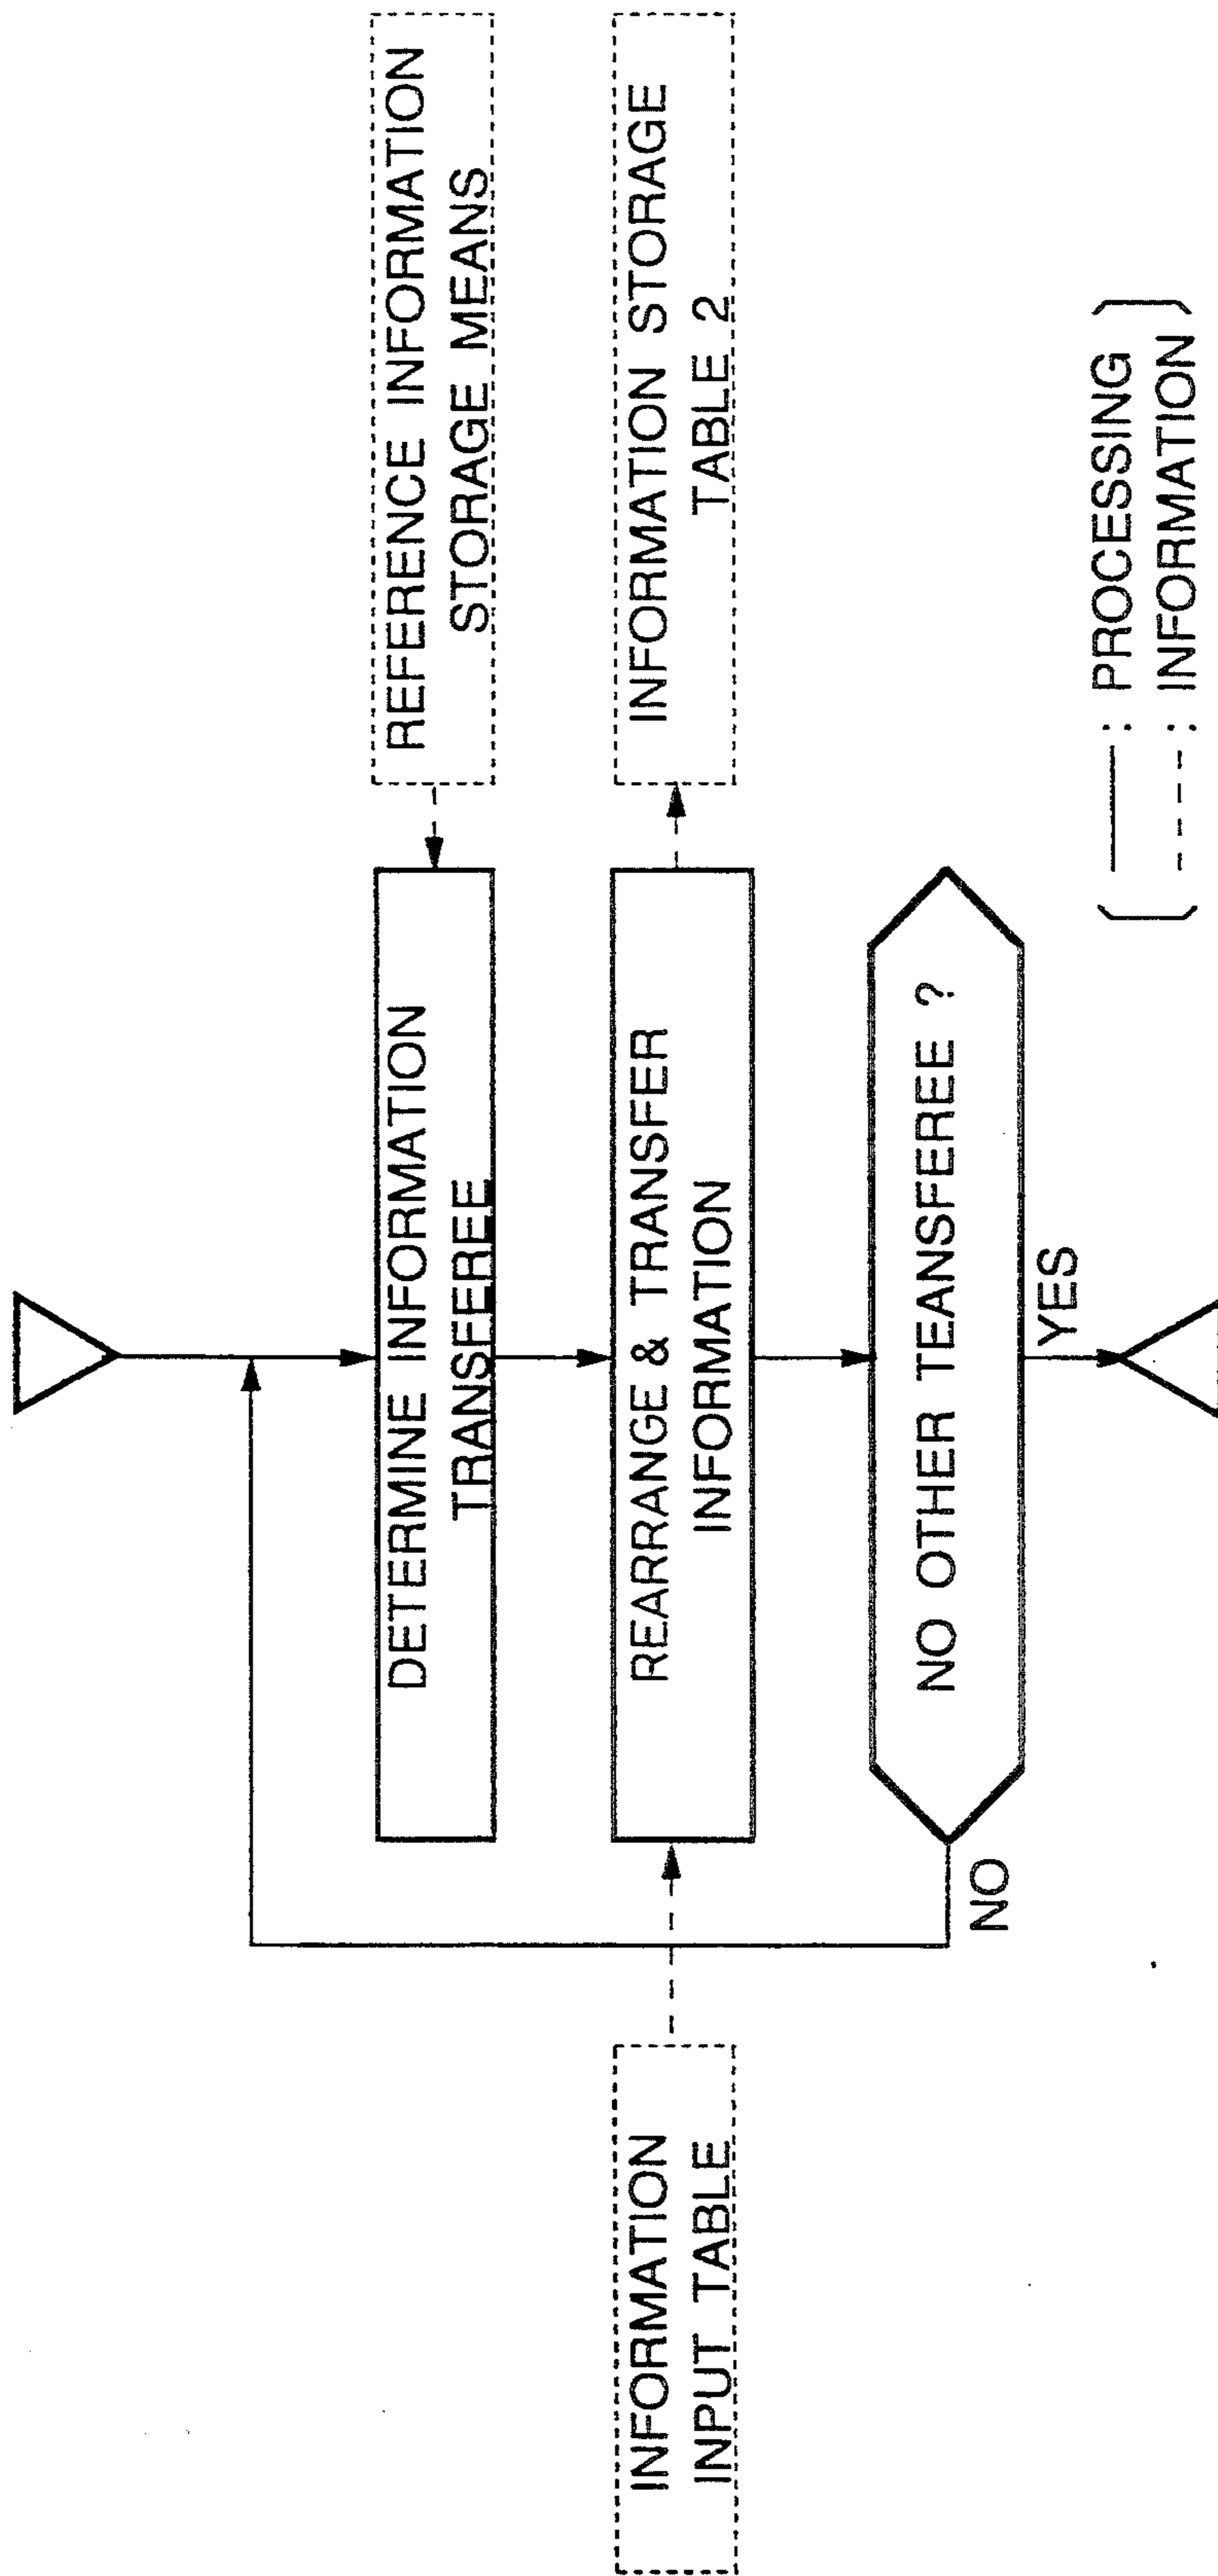 DETERMINE INFORMATION
TRANSFEREE
REFERENCE INFORMATION
STORAGE MEANS
INFORMATION
INPUT TABLE
REARRANGE & TRANSFER
INFORMATION
INFORMATION STORAGE
TABLE 2
NO OTHER TEANSFEREE ?
NO
YES
: PROCESSING
: INFORMATION